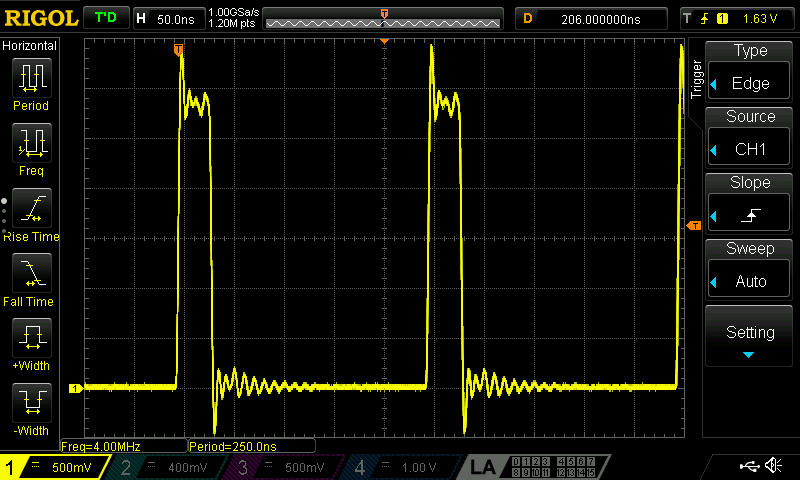 RIGOL T'D H 50.0ns 1.00GSa/s
1.20M pts D 206.000000ns T 1 1.63 V
Horizontal
Period
Freq
Rise Time
Fall Time
+Width
-Width
T
T
T
1
Trigger
Type
Edge
Source
CH1
Slope
Sweep
Auto
Setting
Freq=4.00MHz Period=250.0ns
1 = 500mV 2 = 400mV 3 = 500mV 4 = 1.00 V LA 0 1 2 3 4 5 6 7
8 9 10 11 12 13 14 15